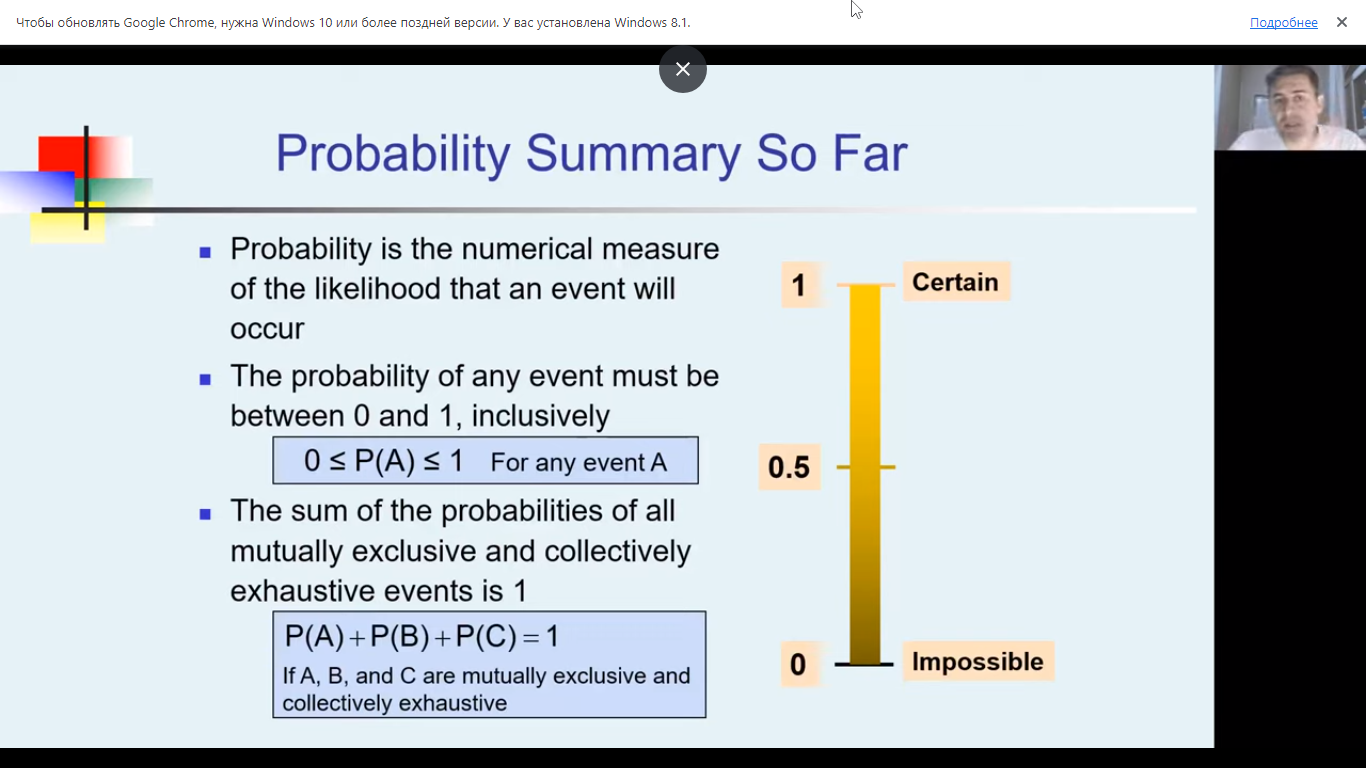 Чтобы обновлять Google Chrome, нужна Windows 10 или более поздней версии. У вас установлена Windows 8.1.
Подробнее
Probability Summary So Far
Probability is the numerical measure
of the likelihood that an event will
occur
The probability of any event must be
between 0 and 1, inclusively
0 ≤ P(A) ≤ 1 For any event A
The sum of the probabilities of all
mutually exclusive and collectively
exhaustive events is 1
P(A)+P(B)+P(C)=1
If A, B, and C are mutually exclusive and
collectively exhaustive
1 Certain
0.5
0 Impossible